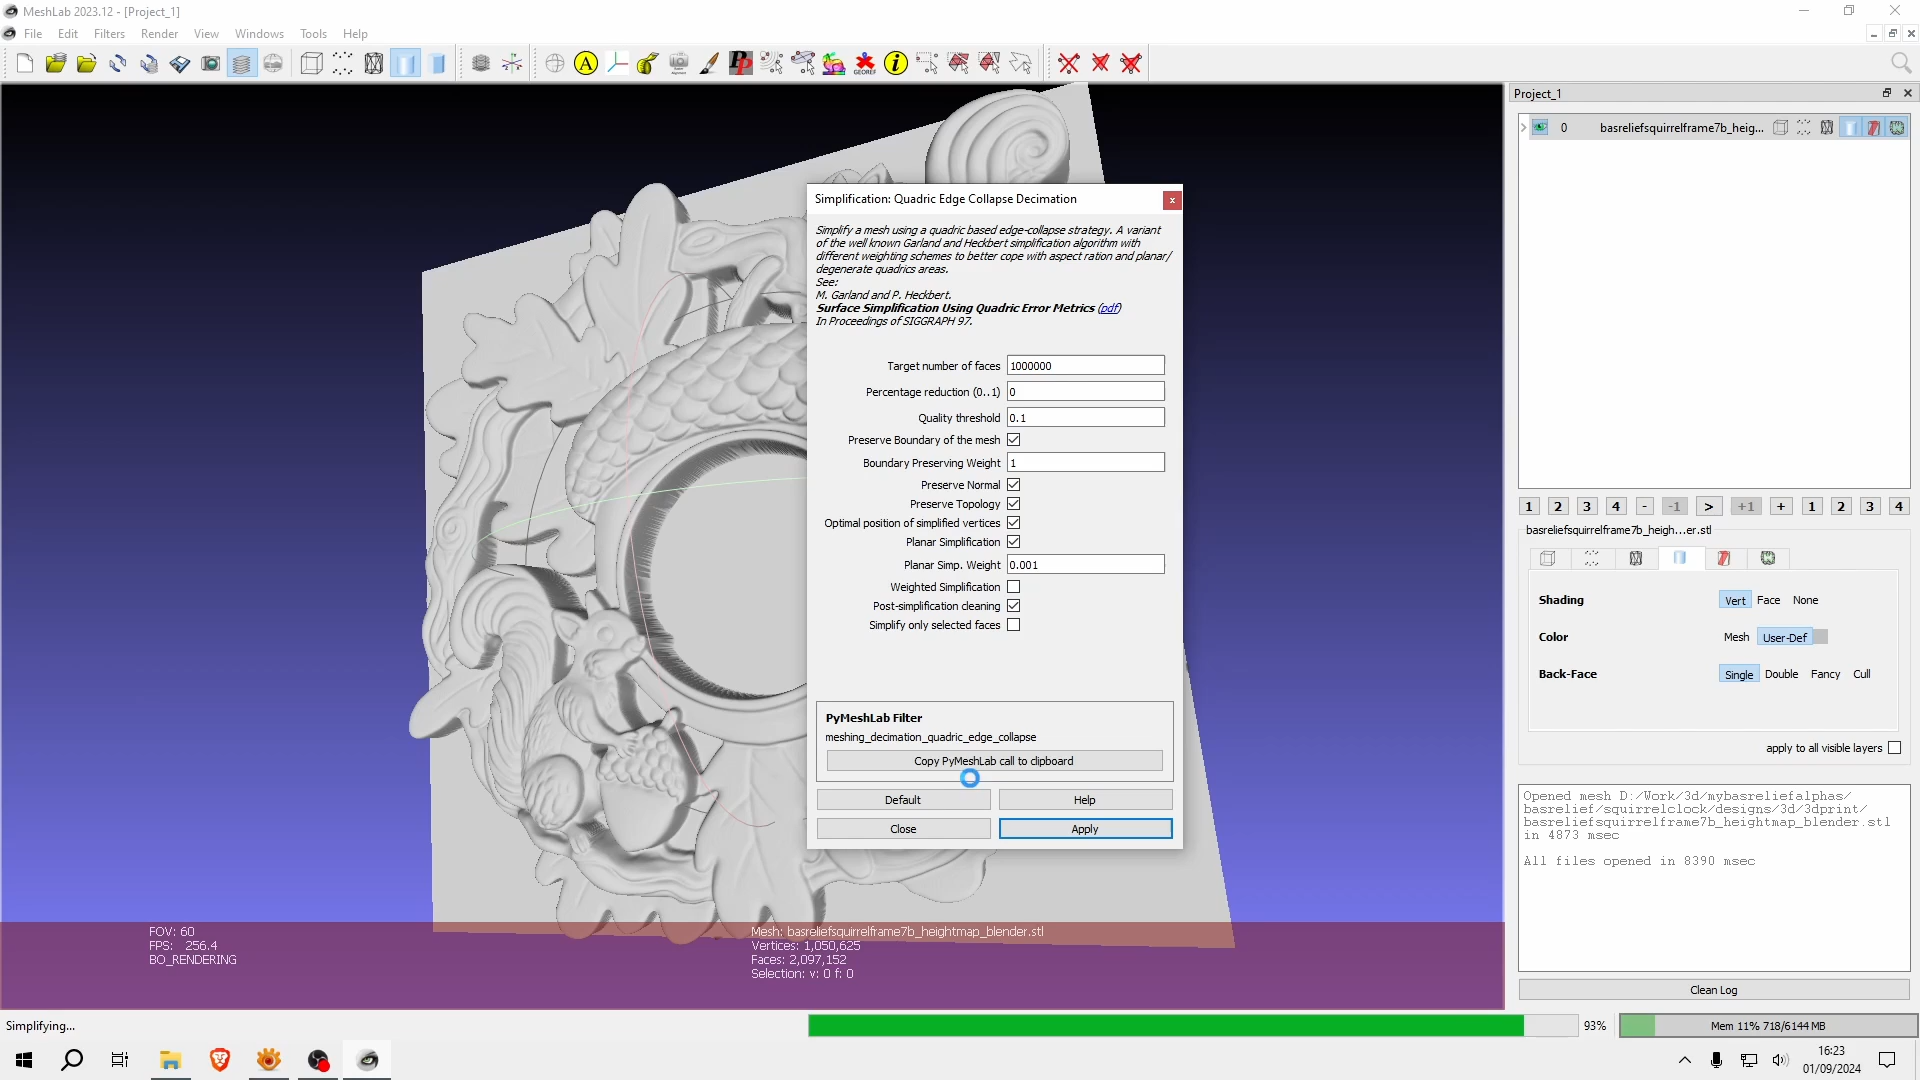 MeshLab 2023.12 - [Project_1]
File Edit Filters Render View Windows Tools Help
A
PP
GEOREF
i
Project_1
0 basreliefsquirrelframe7b_heig...
Simplification: Quadric Edge Collapse Decimation
x
Simplify a mesh using a quadric based edge-collapse strategy. A variant
of the well known Garland and Heckbert simplification algorithm with
different weighting schemes to better cope with aspect ration and planar/
degenerate quadrics areas.
See:
M. Garland and P. Heckbert.
Surface Simplification Using Quadric Error Metrics (pdf)
In Proceedings of SIGGRAPH 97.
Target number of faces 1000000
Percentage reduction (0..1) 0
Quality threshold 0.1
Preserve Boundary of the mesh
Boundary Preserving Weight 1
Preserve Normal
Preserve Topology
Optimal position of simplified vertices
Planar Simplification
Planar Simp. Weight 0.001
Weighted Simplification
Post-simplification cleaning
Simplify only selected faces
PyMeshLab Filter
meshing_decimation_quadric_edge_collapse
Copy PyMeshLab call to clipboard
Default Help
Close Apply
1 2 3 4 - -1 > +1 + 1 2 3 4
basreliefsquirrelframe7b_heigh...er.stl
Shading Vert Face None
Color Mesh User-Def
Back-Face Single Double Fancy Cull
apply to all visible layers
Opened mesh D:/Work/3d/mybasreliefalphas/
basrelief/squirrelclock/designs/3d/3dprint/
basreliefsquirrelframe7b_heightmap_blender.stl
in 4873 msec
All files opened in 8390 msec
Clean Log
FOV: 60
FPS: 256.4
BO_RENDERING
Mesh: basreliefsquirrelframe7b_heightmap_blender.stl
Vertices: 1,050,625
Faces: 2,097,152
Selection: v: 0 f: 0
Simplifying...
93%
Mem 11% 718/6144 MB
16:23
01/09/2024